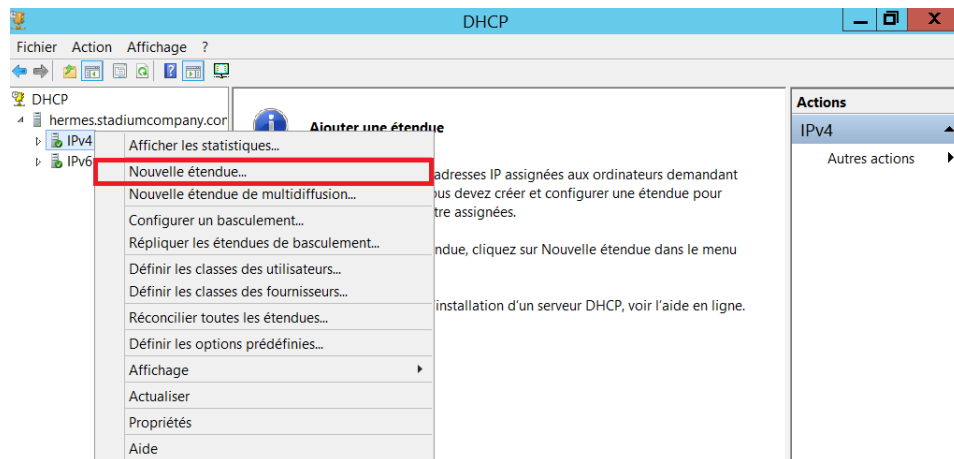 DHCP
Fichier Action Affichage ?
DHCP
hermes.stadiumcompany.con
IPv4
IPv6
Afficher les statistiques...
Nouvelle étendue...
Nouvelle étendue de multidiffusion...
Configurer un basculement...
Répliquer les étendues de basculement...
Définir les classes des utilisateurs...
Définir les classes des fournisseurs...
Réconcilier toutes les étendues...
Définir les options prédéfinies...
Affichage
Actualiser
Propriétés
Aide
Ajouter une étendue
adresses IP assignées aux ordinateurs demandant
ous devez créer et configurer une étendue pour
tre assignées.
ndue, cliquez sur Nouvelle étendue dans le menu
'installation d'un serveur DHCP, voir l'aide en ligne.
Actions
IPv4
Autres actions